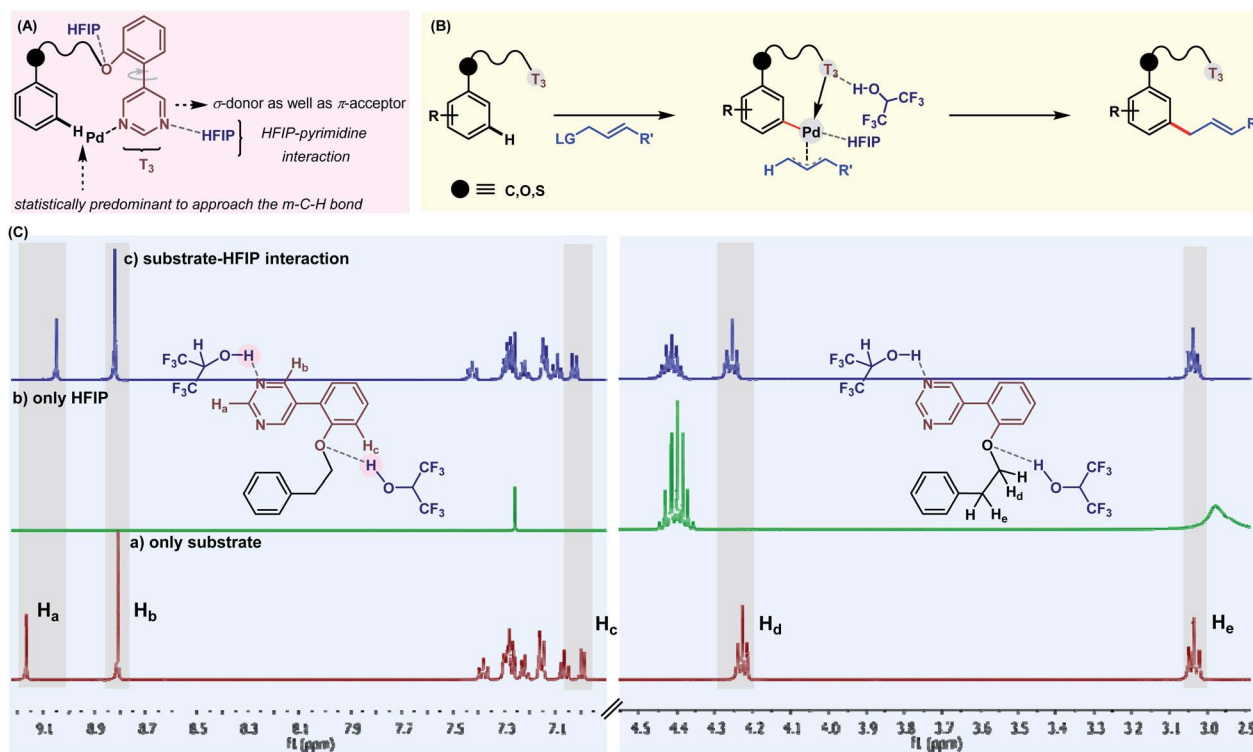 (A)
HFIP
O
H
Pd
N
N
HFIP
T3
σ-donor as well as π-acceptor
HFIP-pyrimidine
interaction
statistically predominant to approach the m-C-H bond
(B)
T3
R
H
C,O,S
LG
R'
T3
HO
CF3
F3C
R
Pd
HFIP
H
R'
T3
R
(C)
c) substrate-HFIP interaction
F3C
H
O
H
F3C
N
Hb
Ha
N
O
Hc
H
O
CF3
CF3
b) only HFIP
a) only substrate
Ha
Hb
Hc
F3C
H
O
H
F3C
N
N
O
H
O
CF3
CF3
H
Hd
H
He
Hd
He
9.1
8.9
8.7
8.5
8.3
8.1
7.9
7.7
7.5
7.3
7.1
f1 (ppm)
4.5
4.4
4.3
4.2
4.1
4.0
3.9
3.8
3.7
3.6
3.5
3.4
3.3
3.2
3.1
3.0